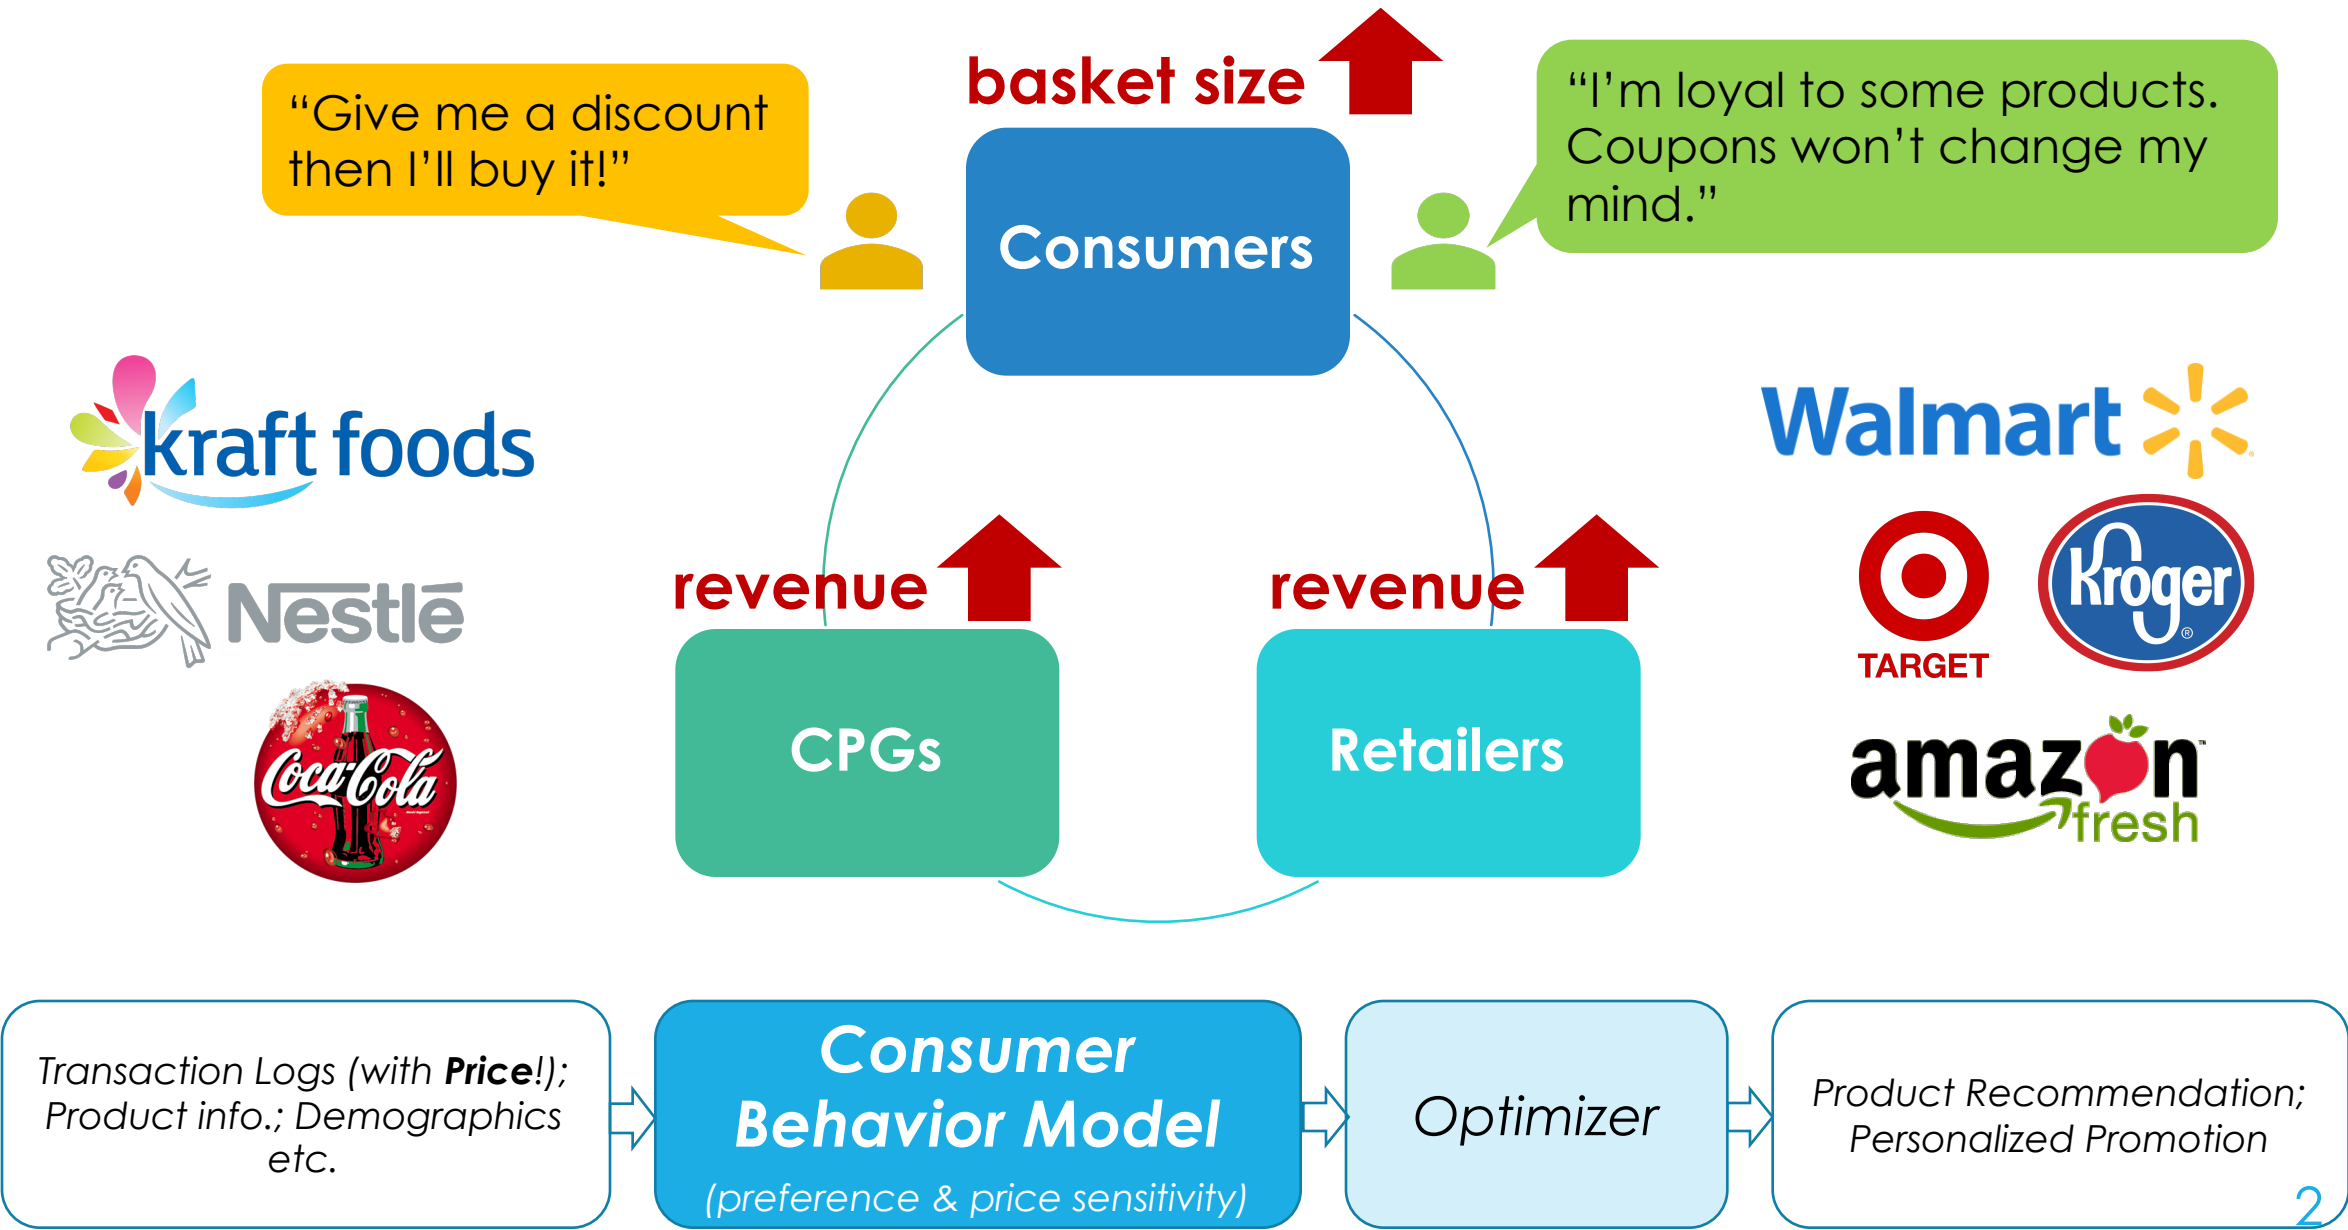 basket size
“Give me a discount
then I’ll buy it!”
“I’m loyal to some products.
Coupons won’t change my
mind.”
Consumers
kraft foods
Nestlé
Coca-Cola
Walmart
TARGET
Kroger
®
amazon™
fresh
revenue
revenue
CPGs
Retailers
Transaction Logs (with Price!);
Product info.; Demographics
etc.
Consumer
Behavior Model
(preference & price sensitivity)
Optimizer
Product Recommendation;
Personalized Promotion
2